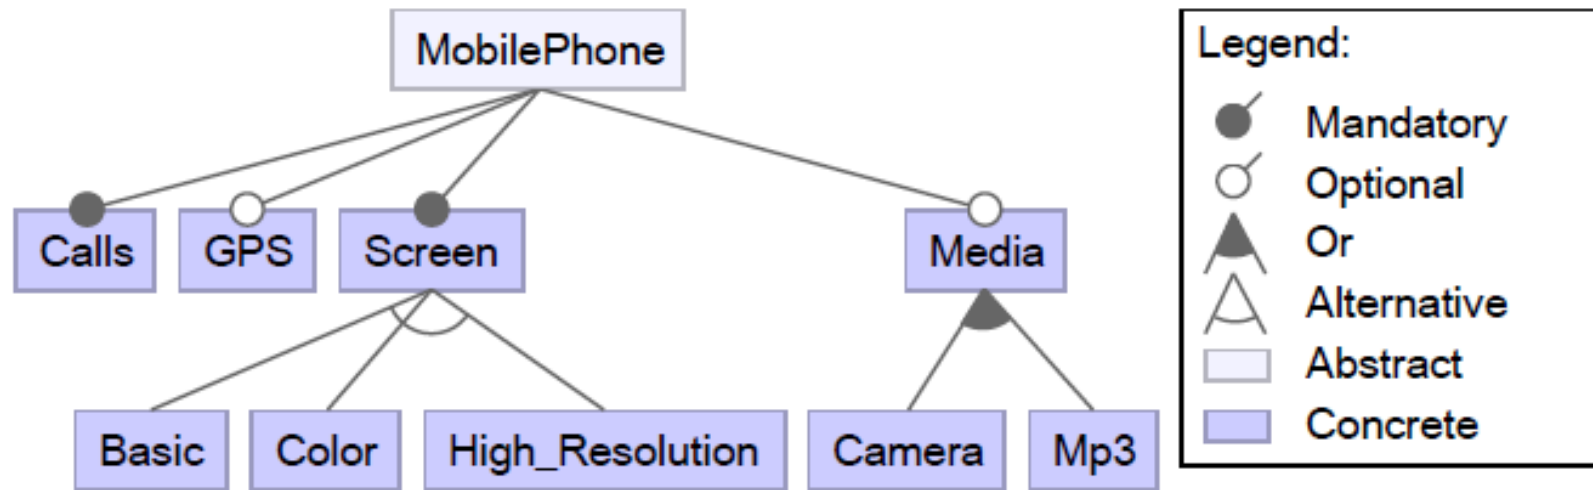 MobilePhone
Calls
GPS
Screen
Media
Basic
Color
High_Resolution
Camera
Mp3
Legend:
Mandatory
Optional
Or
Alternative
Abstract
Concrete